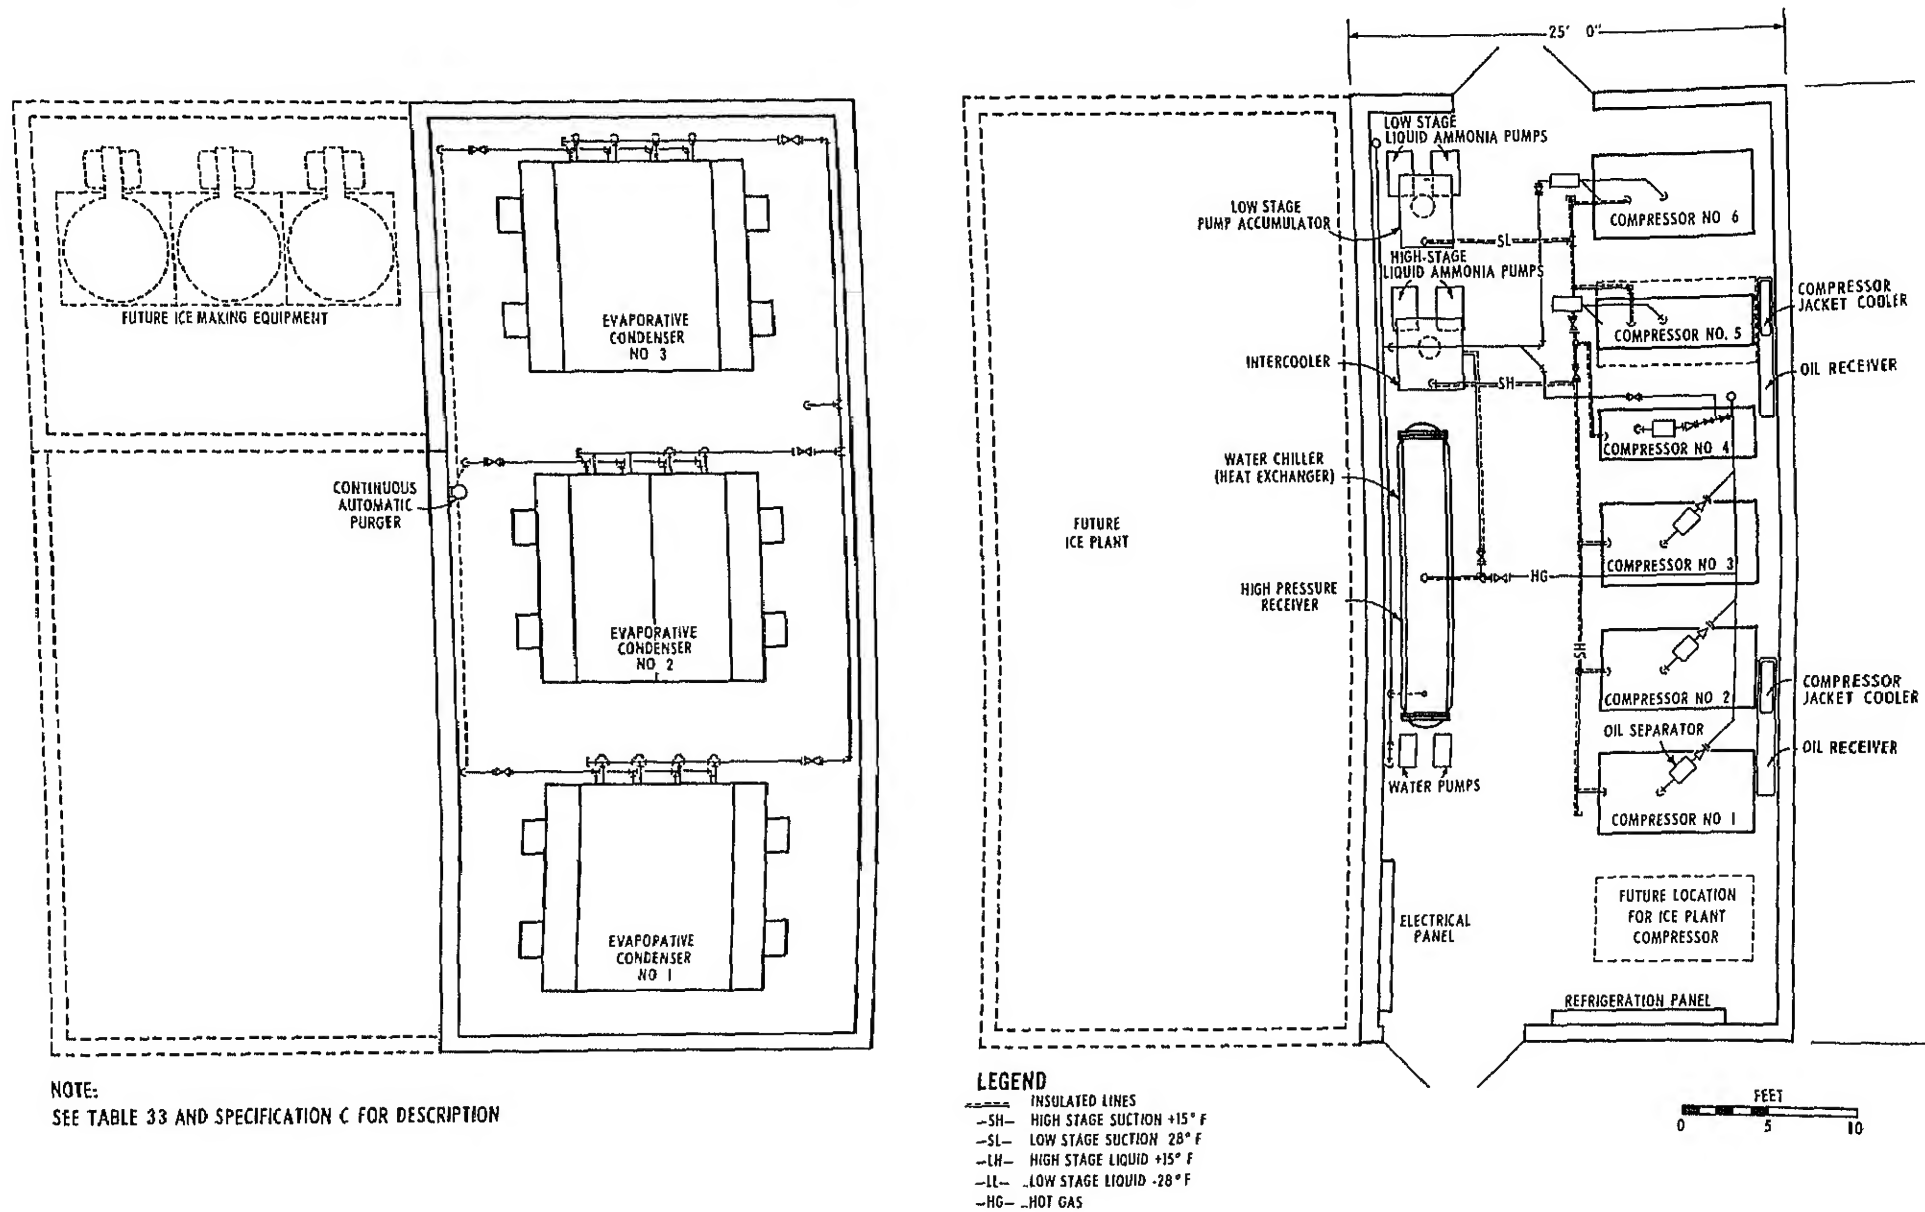 FUTURE ICE MAKING EQUIPMENT
EVAPORATIVE
CONDENSER
NO 3
CONTINUOUS
AUTOMATIC
PURGER
EVAPORATIVE
CONDENSER
NO 2
EVAPORATIVE
CONDENSER
NO 1
NOTE:
SEE TABLE 33 AND SPECIFICATION C FOR DESCRIPTION
25' 0"
LOW STAGE
LIQUID AMMONIA PUMPS
LOW STAGE
PUMP ACCUMULATOR
SL
COMPRESSOR NO 6
HIGH-STAGE
LIQUID AMMONIA PUMPS
COMPRESSOR
JACKET COOLER
COMPRESSOR NO. 5
INTERCOOLER
SH
OIL RECEIVER
COMPRESSOR NO 4
WATER CHILLER
(HEAT EXCHANGER)
FUTURE
ICE PLANT
COMPRESSOR NO 3
HG
HIGH PRESSURE
RECEIVER
SH
COMPRESSOR NO 2
COMPRESSOR
JACKET COOLER
OIL SEPARATOR
OIL RECEIVER
WATER PUMPS
COMPRESSOR NO 1
FUTURE LOCATION
FOR ICE PLANT
COMPRESSOR
ELECTRICAL
PANEL
REFRIGERATION PANEL
LEGEND
INSULATED LINES
-SH- HIGH STAGE SUCTION +15° F
-SL- LOW STAGE SUCTION 28° F
-LH- HIGH STAGE LIQUID +15° F
-LL- LOW STAGE LIQUID -28° F
-HG- HOT GAS
FEET
0 5 10